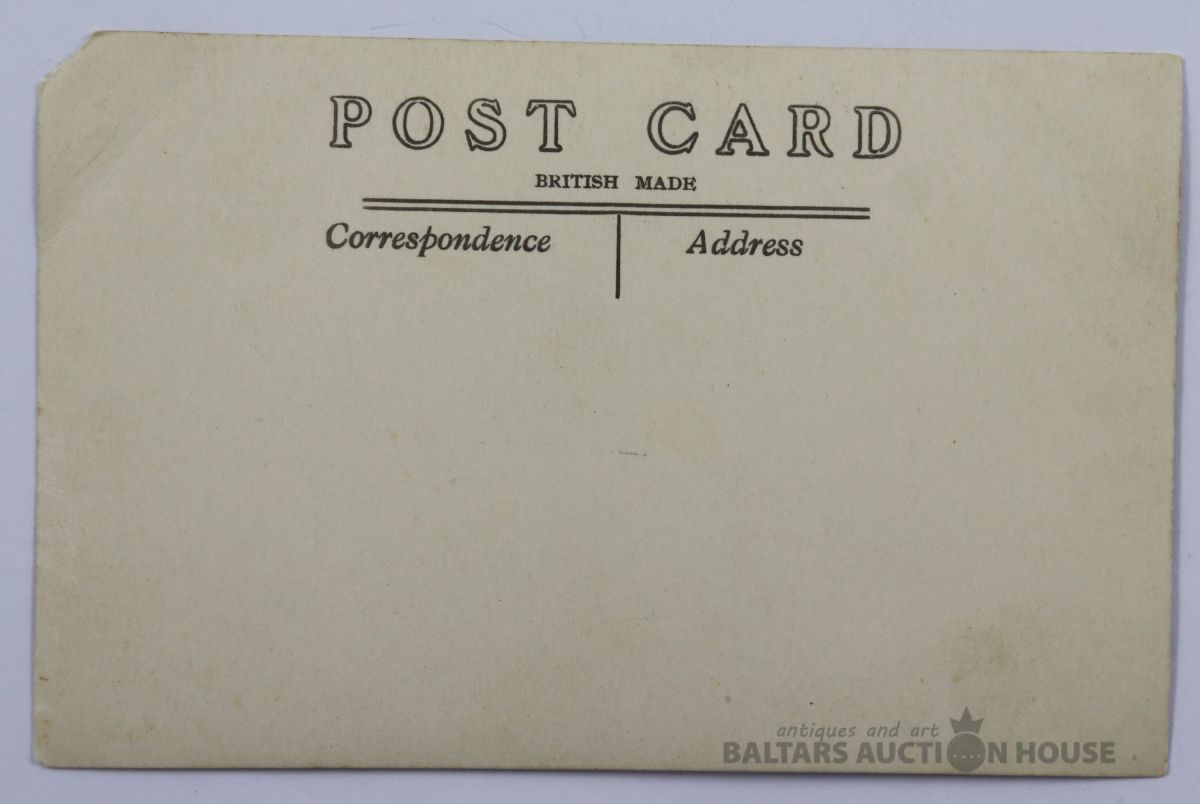 POST CARD
BRITISH MADE
Correspondence
Address
antiques and art
BALTARS AUCTION HOUSE